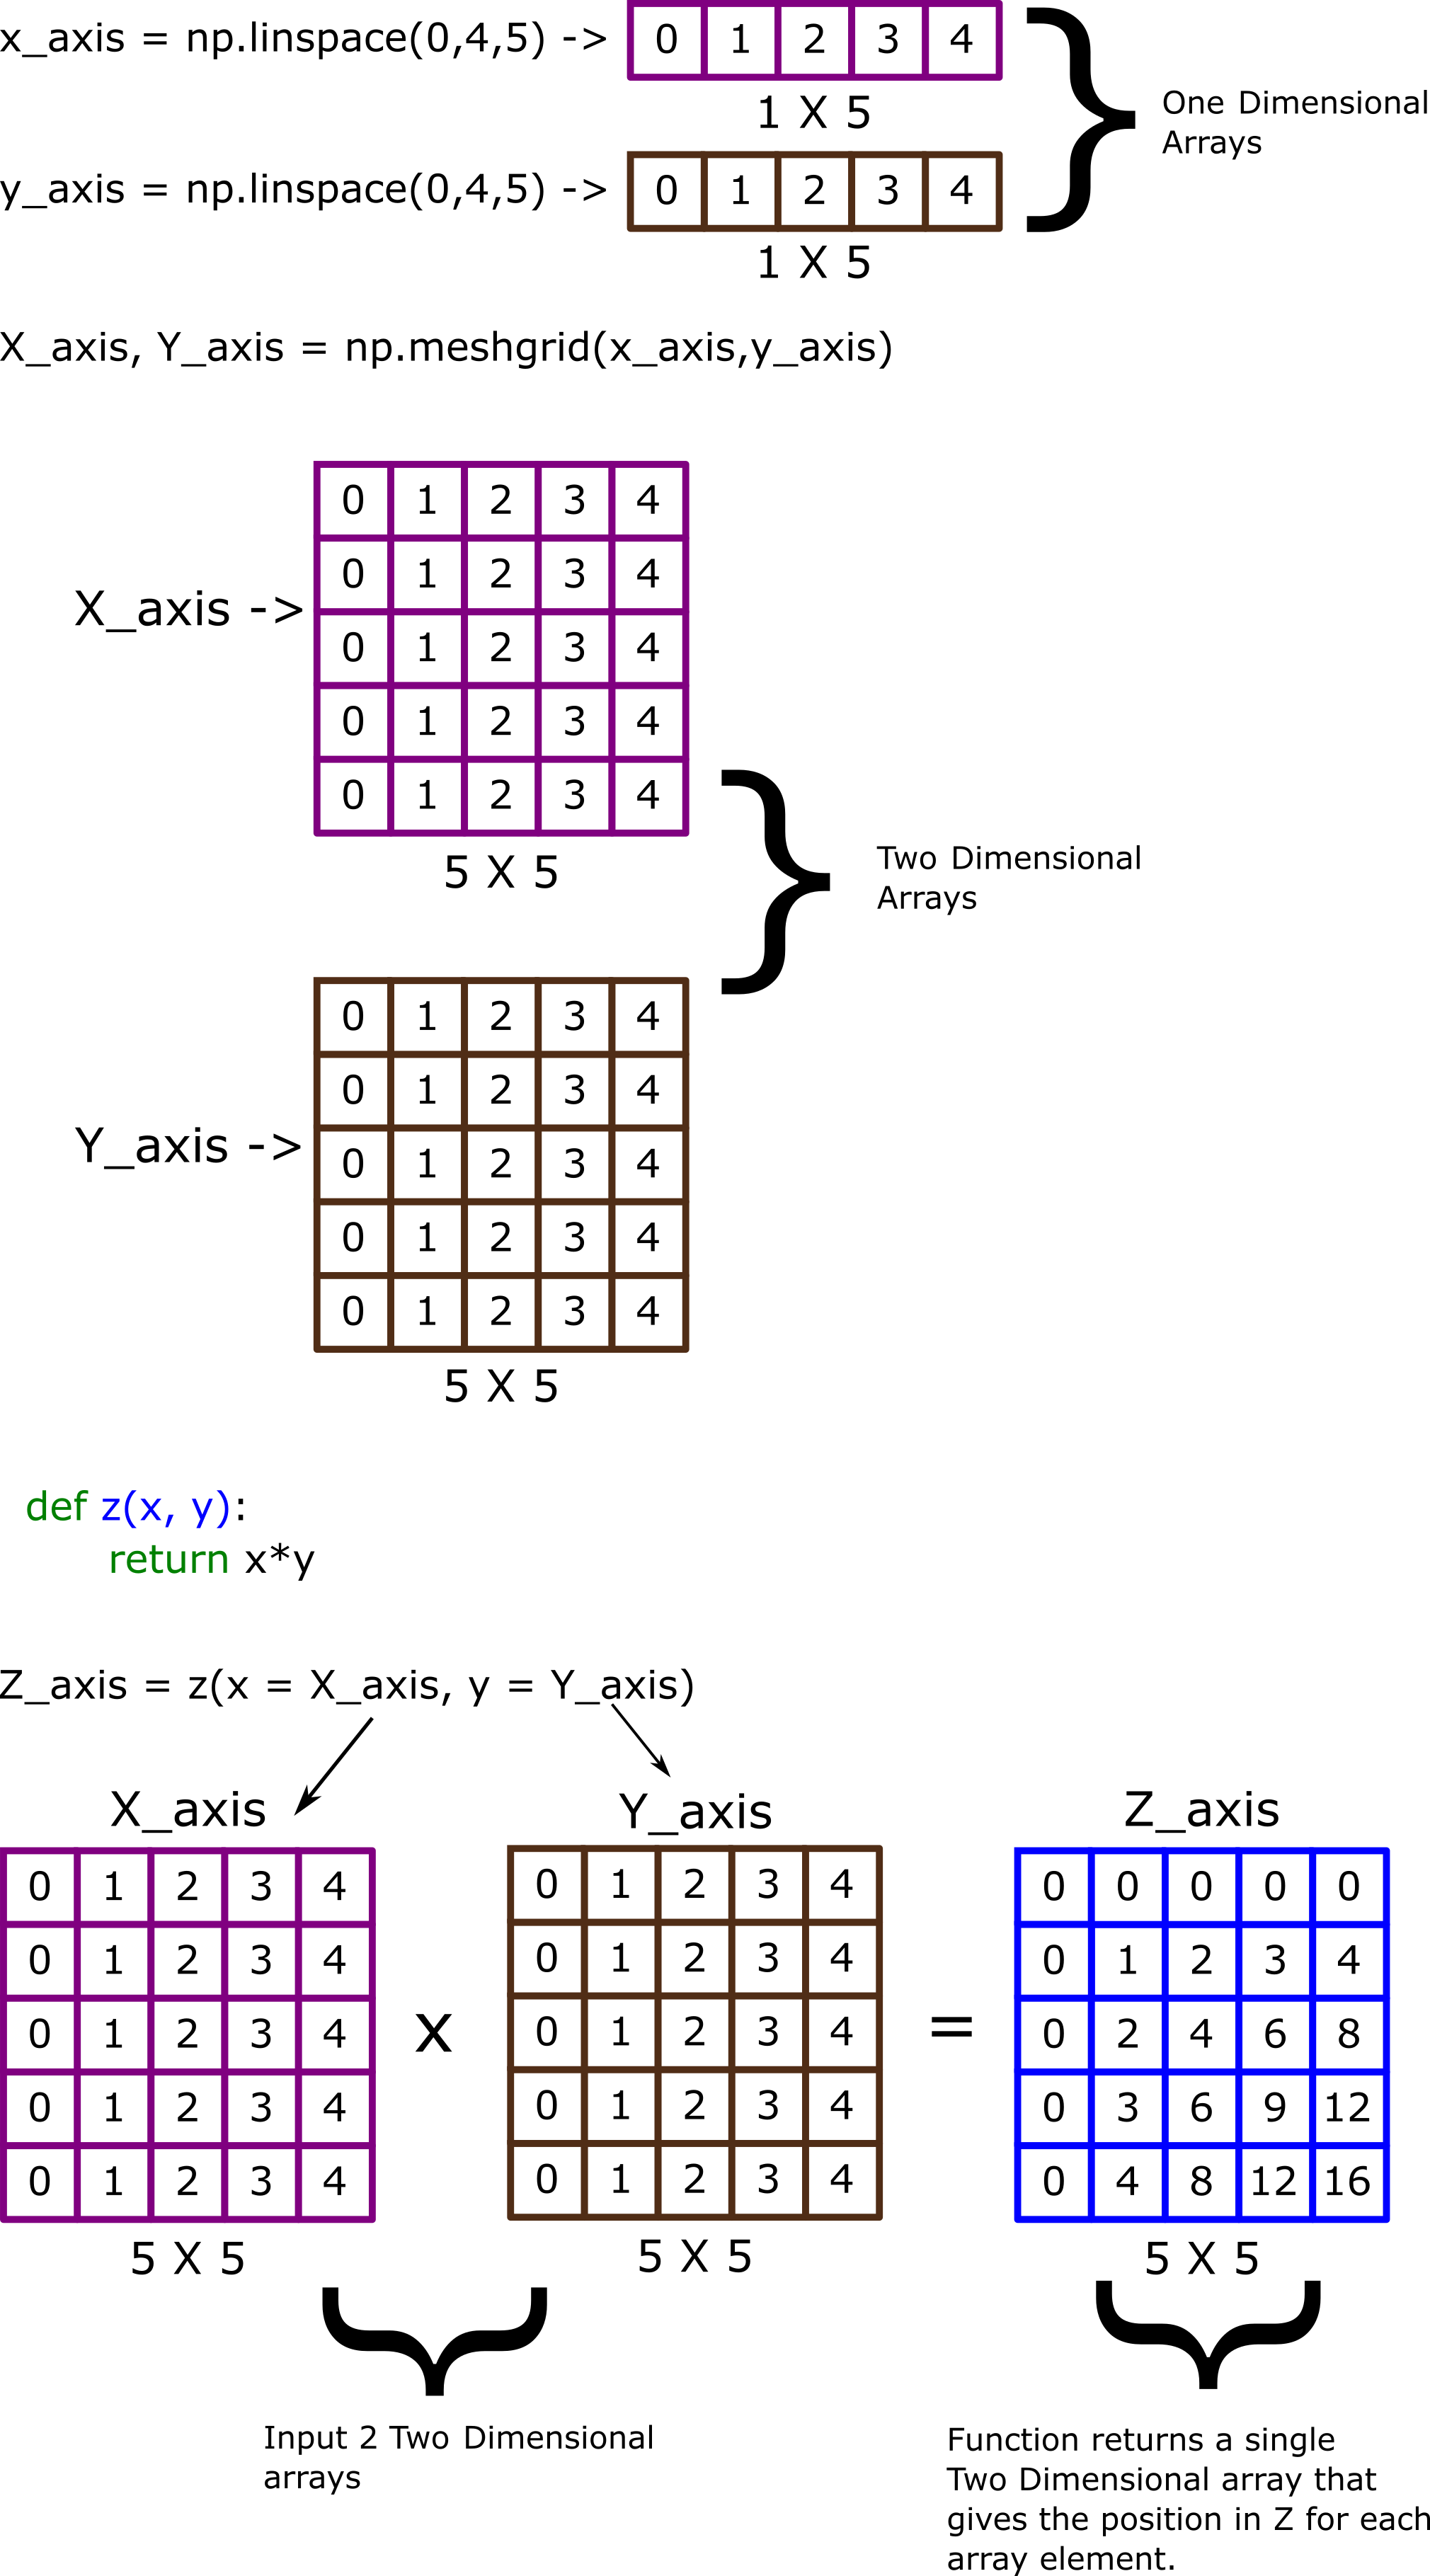 x_axis = np.linspace(0,4,5) -> 0 1 2 3 4
1 X 5
One Dimensional
Arrays
y_axis = np.linspace(0,4,5) -> 0 1 2 3 4
1 X 5
X_axis, Y_axis = np.meshgrid(x_axis,y_axis)
X_axis ->
0 1 2 3 4
0 1 2 3 4
0 1 2 3 4
0 1 2 3 4
0 1 2 3 4
5 X 5
Two Dimensional
Arrays
Y_axis ->
0 1 2 3 4
0 1 2 3 4
0 1 2 3 4
0 1 2 3 4
0 1 2 3 4
5 X 5
def z(x, y):
return x*y
Z_axis = z(x = X_axis, y = Y_axis)
X_axis
0 1 2 3 4
0 1 2 3 4
0 1 2 3 4
0 1 2 3 4
0 1 2 3 4
5 X 5
x
Y_axis
0 1 2 3 4
0 1 2 3 4
0 1 2 3 4
0 1 2 3 4
0 1 2 3 4
5 X 5
=
Z_axis
0 0 0 0 0
0 1 2 3 4
0 2 4 6 8
0 3 6 9 12
0 4 8 12 16
5 X 5
Input 2 Two Dimensional
arrays
Function returns a single
Two Dimensional array that
gives the position in Z for each
array element.